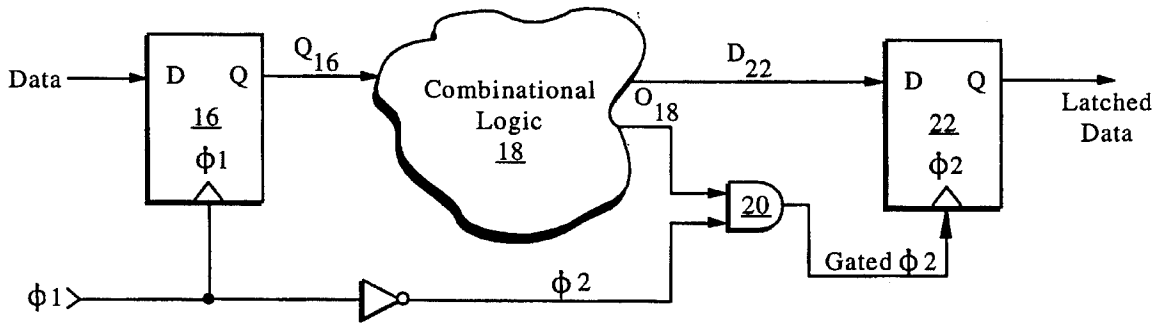 Data
D Q
16
ϕ1
Q16
Combinational
Logic
18
D22
O18
D Q
22
ϕ2
Latched
Data
20
Gated ϕ2
ϕ1
ϕ2